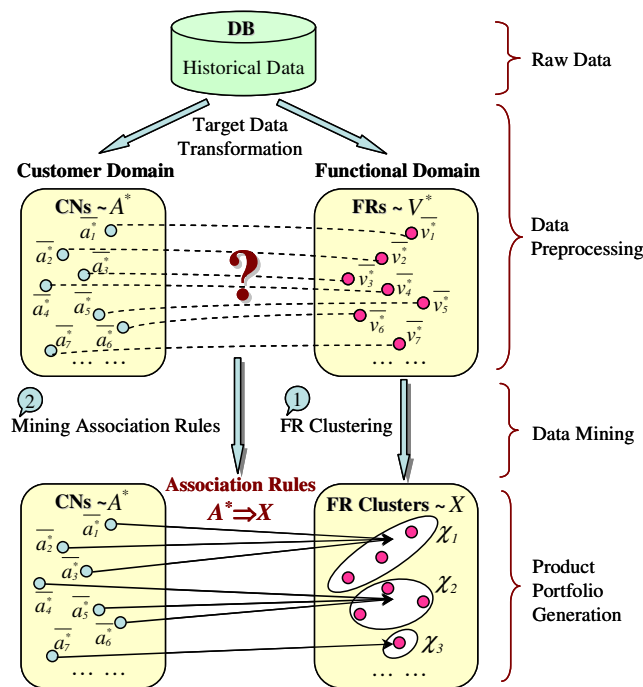 DB
Historical Data
Raw Data
Target Data
Transformation
Customer Domain
Functional Domain
CNs ~ A*
FRs ~ V*
a₁*
v₁*
a₂*
v₂*
a₃*
v₃*
a₄*
v₄*
a₅*
v₅*
a₆*
v₆*
a₇*
v₇*
... ...
... ...
?
Data
Preprocessing
2
Mining Association Rules
1
FR Clustering
Data Mining
Association Rules
A*⇒X
CNs ~ A*
FR Clusters ~ X
a₁*
a₂*
a₃*
a₄*
a₅*
a₆*
a₇*
... ...
χ₁
χ₂
χ₃
... ...
Product
Portfolio
Generation